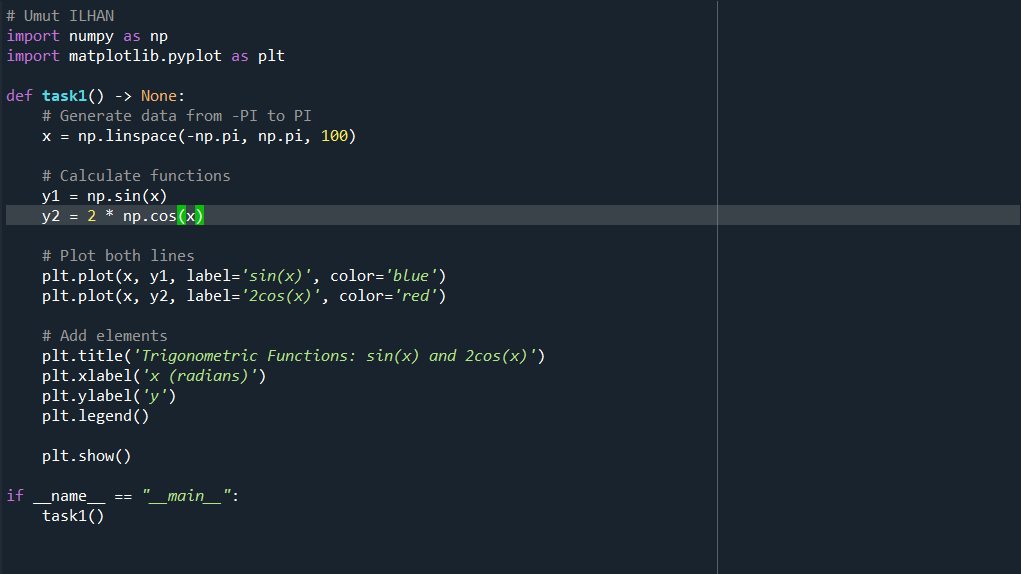 # Umut ILHAN
import numpy as np
import matplotlib.pyplot as plt

def task1() -> None:
    # Generate data from -PI to PI
    x = np.linspace(-np.pi, np.pi, 100)

    # Calculate functions
    y1 = np.sin(x)
    y2 = 2 * np.cos(x)

    # Plot both lines
    plt.plot(x, y1, label='sin(x)', color='blue')
    plt.plot(x, y2, label='2cos(x)', color='red')

    # Add elements
    plt.title('Trigonometric Functions: sin(x) and 2cos(x)')
    plt.xlabel('x (radians)')
    plt.ylabel('y')
    plt.legend()

    plt.show()

if __name__ == "__main__":
    task1()